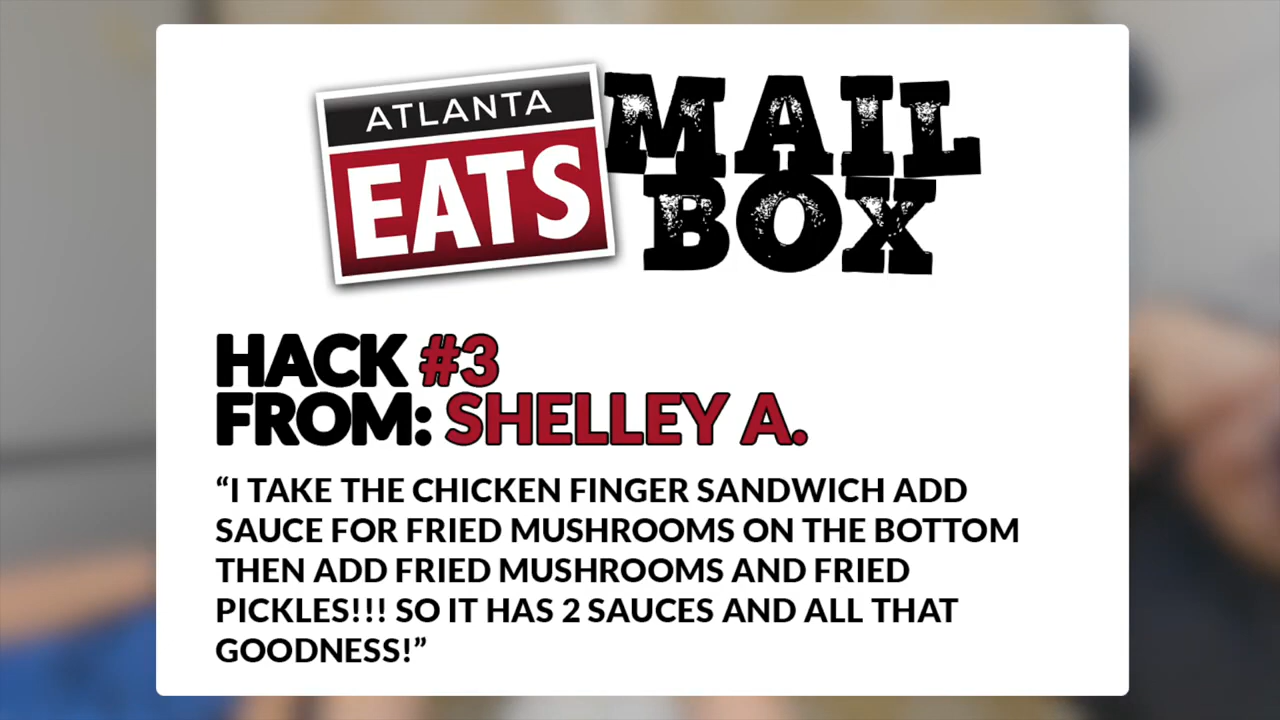 ATLANTA
EATS
MAIL
BOX
HACK #3
FROM: SHELLEY A.
“I TAKE THE CHICKEN FINGER SANDWICH ADD
SAUCE FOR FRIED MUSHROOMS ON THE BOTTOM
THEN ADD FRIED MUSHROOMS AND FRIED
PICKLES!!! SO IT HAS 2 SAUCES AND ALL THAT
GOODNESS!”